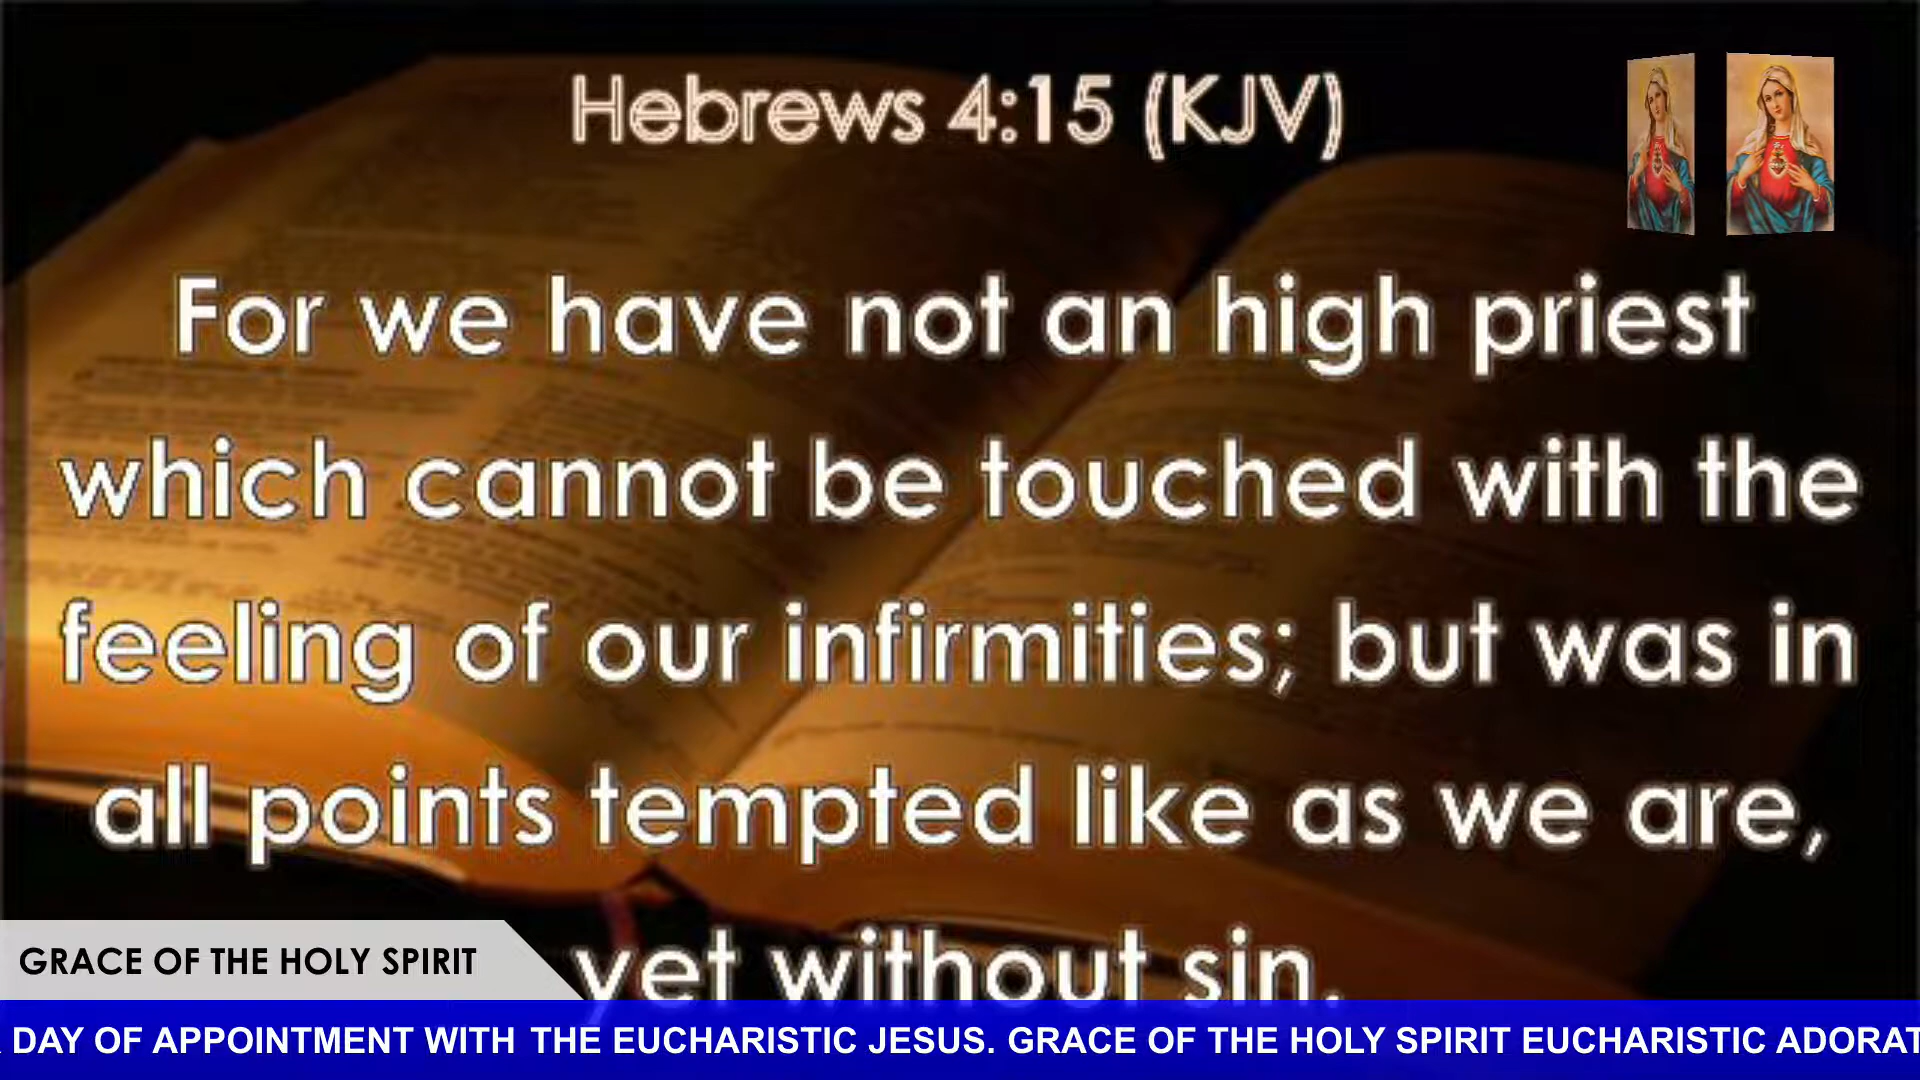 Hebrews 4:15 (KJV)
For we have not an high priest
which cannot be touched with the
feeling of our infirmities; but was in
all points tempted like as we are,
yet without sin.
GRACE OF THE HOLY SPIRIT
DAY OF APPOINTMENT WITH THE EUCHARISTIC JESUS. GRACE OF THE HOLY SPIRIT EUCHARISTIC ADORAT